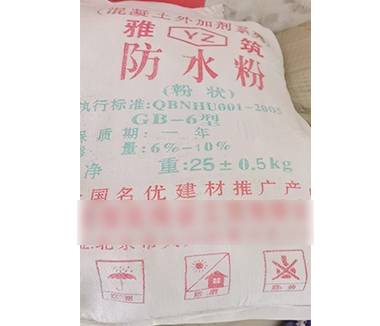 (混凝土外加剂系列
雅 YZ 筑
防水粉
(粉状)
执行标准:QBNHU001-2005
GB-6型
保质期:一年
掺量:6%-10%
净重:25±0.5kg
全国名优建材推广产